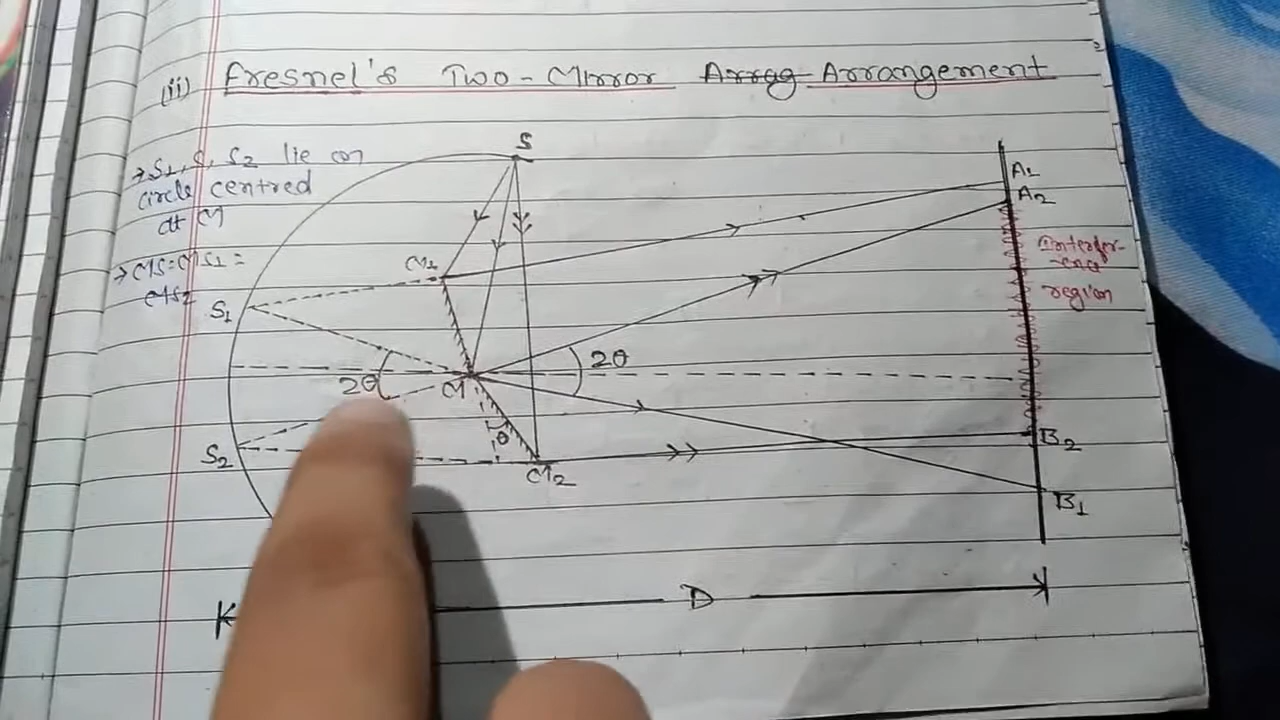 (ii) Fresnel's Two-Mirror Arrag Arrangement
→ S1, S, S2 lie on
circle centred
at M
→ MS=MS1=
MS2
S
M1
S1
2θ
M
S2
θ
M2
2θ
A1
A2
Interfer-
ence
region
B2
B1
D